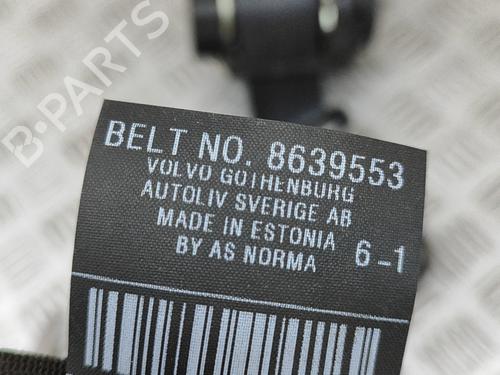 B-PARTS
BELT NO. 8639553
VOLVO GOTHENBURG
AUTOLIV SVERIGE AB
MADE IN ESTONIA
BY AS NORMA 6-1